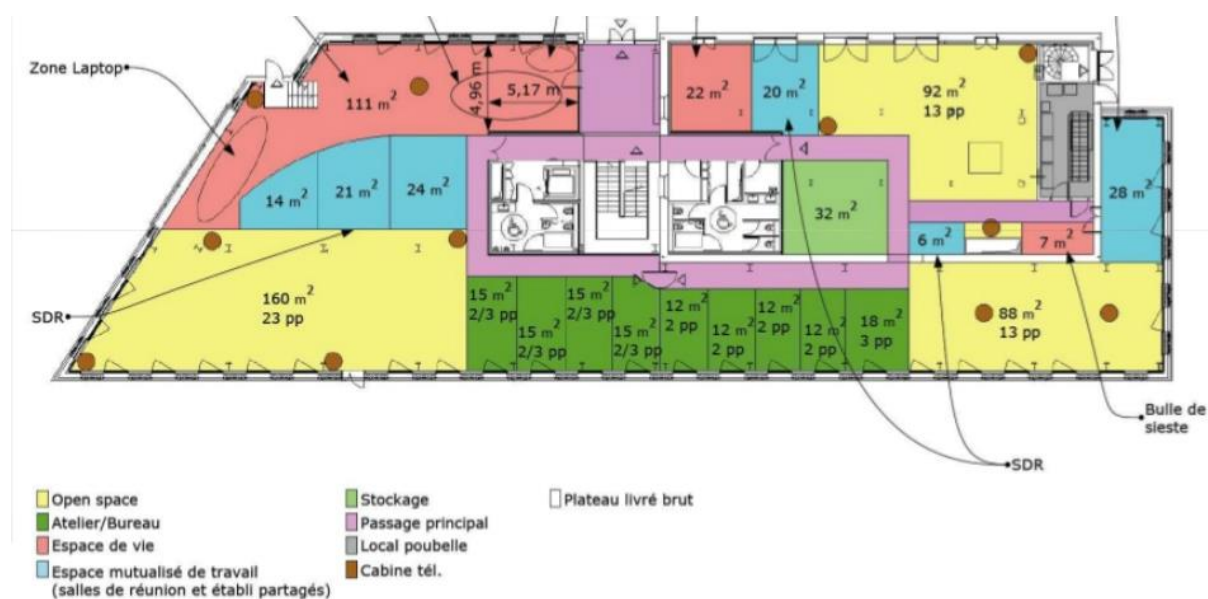 Zone Laptop
111 m²
4,96 m
5,17 m
22 m²
20 m²
92 m²
13 pp
14 m²
21 m²
24 m²
32 m²
28 m²
6 m²
7 m²
SDR
160 m²
23 pp
15 m²
2/3 pp
15 m²
2/3 pp
15 m²
2/3 pp
15 m²
2/3 pp
12 m²
2 pp
12 m²
2 pp
12 m²
2 pp
12 m²
2 pp
18 m²
3 pp
88 m²
13 pp
Bulle de
sieste
SDR
Open space
Atelier/Bureau
Espace de vie
Espace mutualisé de travail
(salles de réunion et établi partagés)
Stockage
Passage principal
Local poubelle
Cabine tél.
Plateau livré brut